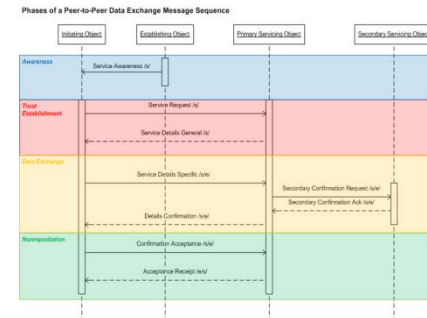 Phases of a Peer-to-Peer Data Exchange Message Sequence
Initiating Object
Establishing Object
Primary Servicing Object
Secondary Servicing Object
Awareness
Service Awareness /s/
Trust
Establishment
Service Request /s/
Service Details General /s/
Data Exchange
Service Details Specific /s/e/
Secondary Confirmation Request /s/e/
Secondary Confirmation Ack /s/e/
Details Confirmation /s/e/
Nonrepudiation
Confirmation Acceptance /s/e/
Acceptance Receipt /e/s/